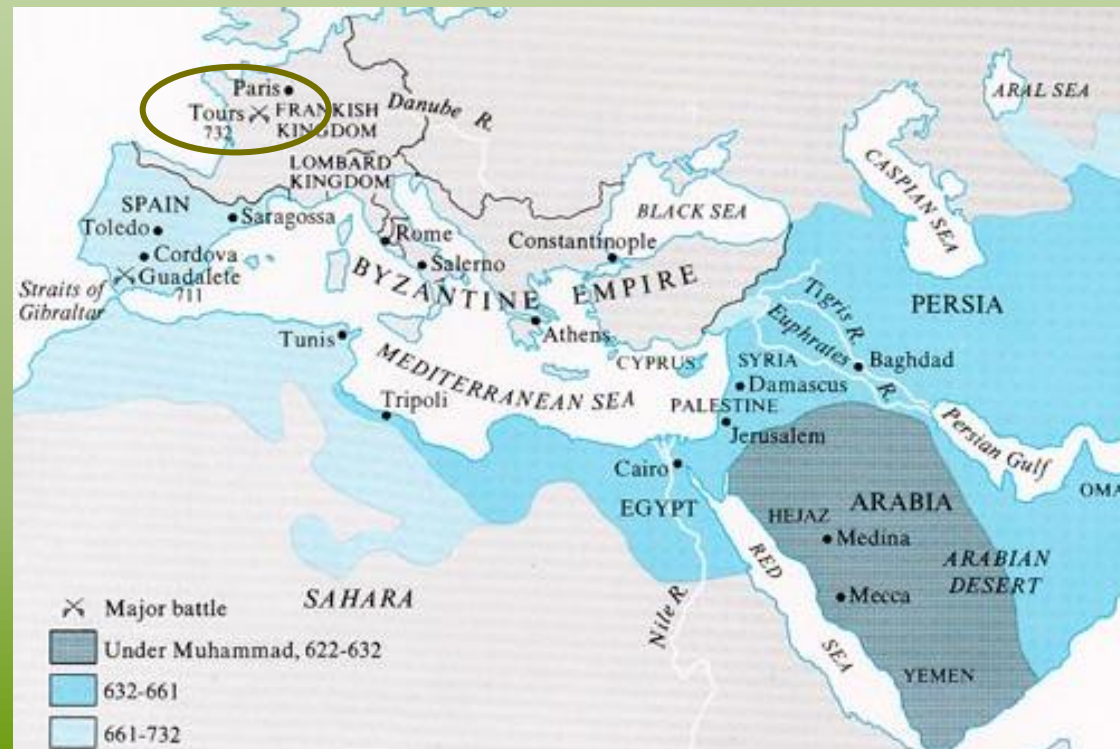 Paris
ARAL SEA
Tours
FRANKISH
KINGDOM
732
Danube R.
LOMBARD
KINGDOM
CASPIAN SEA
SPAIN
Saragossa
BLACK SEA
Toledo
Rome
Constantinople
Cordova
Salerno
BYZANTINE EMPIRE
Guadalete
711
Straits of
Gibraltar
Tigris R.
PERSIA
Tunis
Athens
Euphrates R.
MEDITERRANEAN SEA
CYPRUS
SYRIA
Baghdad
Damascus
Tripoli
PALESTINE
Jerusalem
Persian Gulf
Cairo
EGYPT
ARABIA
OMA
HEJAZ
Medina
RED SEA
ARABIAN
DESERT
Mecca
Nile R.
SAHARA
YEMEN
Major battle
Under Muhammad, 622-632
632-661
661-732